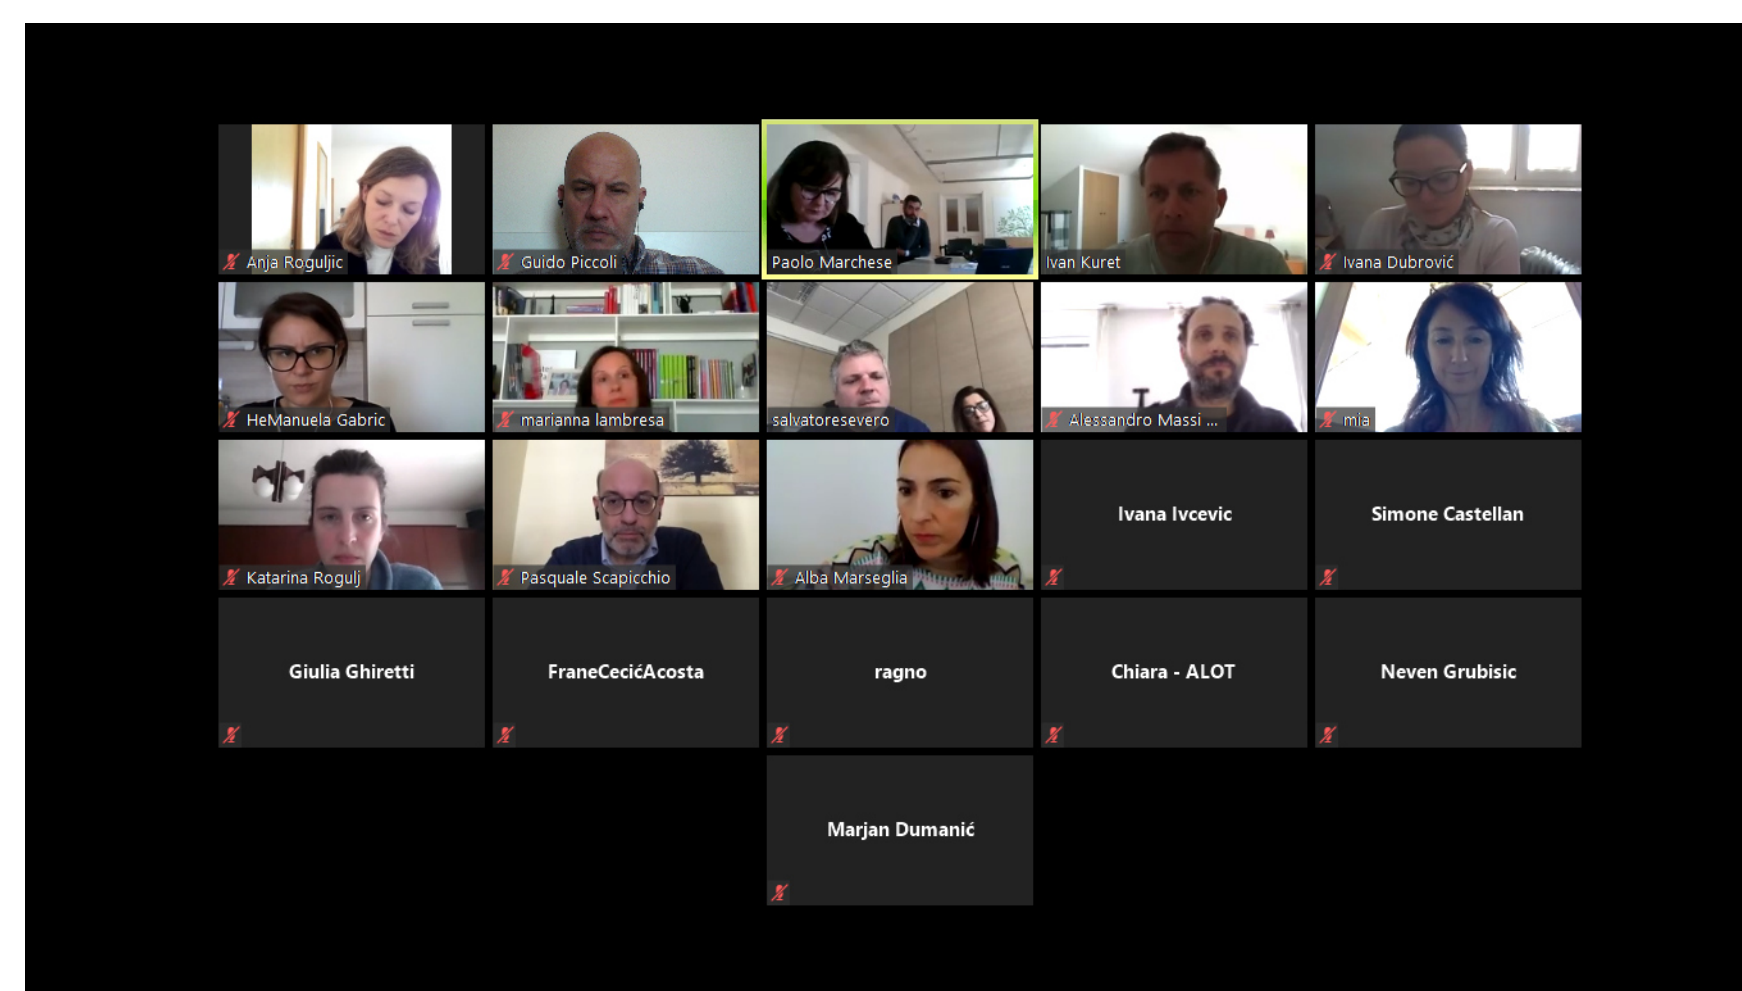 Anja Roguljic
Guido Piccoli
Paolo Marchese
Ivan Kuret
Ivana Dubrović
HeManuela Gabric
marianna lambresa
salvatoresevero
Alessandro Massi ...
mia
Katarina Rogulj
Pasquale Scapicchio
Alba Marseglia
Ivana Ivcevic
Simone Castellan
Giulia Ghiretti
FraneCecićAcosta
ragno
Chiara - ALOT
Neven Grubisic
Marjan Dumanić